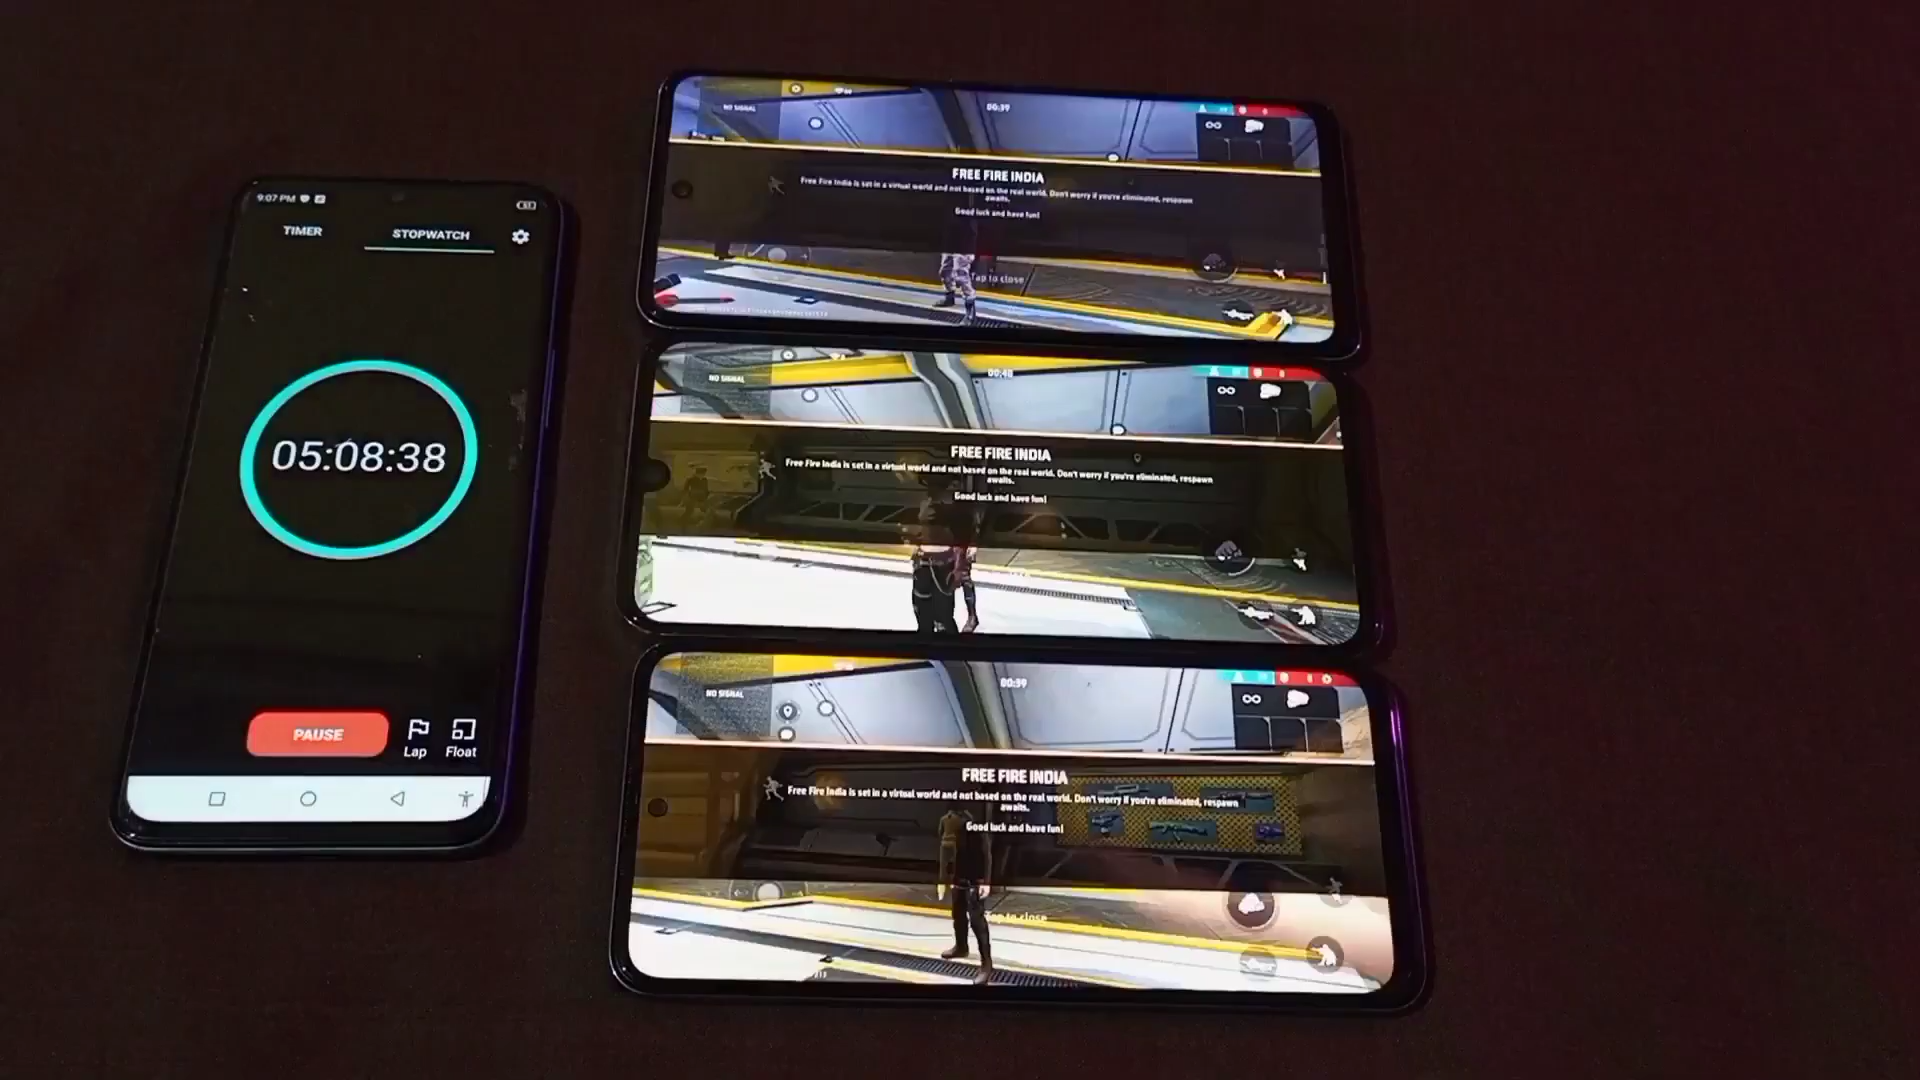 9:07 PM
TIMER
STOPWATCH
05:08:38
PAUSE
Lap
Float
NO SIGNAL
00:39
FREE FIRE INDIA
Free Fire India is set in a virtual world and not based on the real world. Don't worry if you're eliminated, respawn
awaits.
Good luck and have fun!
Tap to close
NO SIGNAL
00:40
FREE FIRE INDIA
Free Fire India is set in a virtual world and not based on the real world. Don't worry if you're eliminated, respawn
awaits.
Good luck and have fun!
NO SIGNAL
00:39
FREE FIRE INDIA
Free Fire India is set in a virtual world and not based on the real world. Don't worry if you're eliminated, respawn
awaits.
Good luck and have fun!
Tap to close